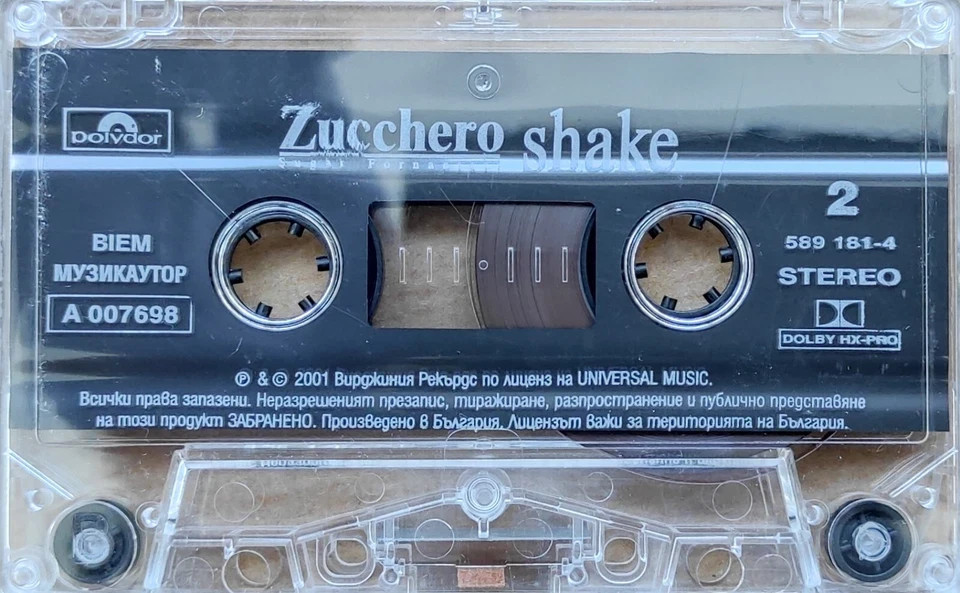 polydor
Zucchero shake
Sugar Fornaciari
2
BIEM
МУЗИКАУТОР
A 007698
589 181-4
STEREO
DOLBY HX-PRO
℗ & © 2001 Вирджиния Рекърдс по лиценз на UNIVERSAL MUSIC.
Всички права запазени. Неразрешеният презапис, тиражиране, разпространение и публично представяне
на този продукт ЗАБРАНЕНО. Произведено в България. Лицензът важи за територията на България.